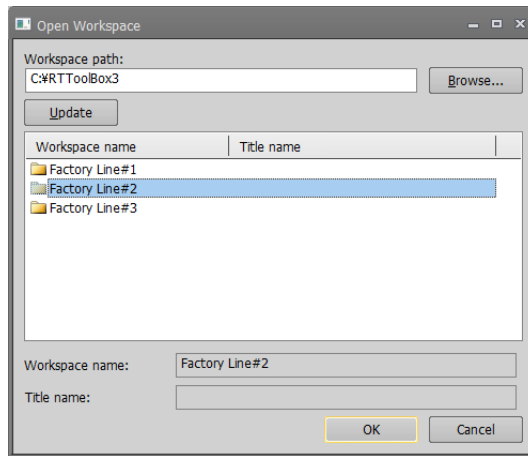 Open Workspace
Workspace path:
C:¥RTToolBox3
Browse...
Update
Workspace name Title name
Factory Line#1
Factory Line#2
Factory Line#3
Workspace name: Factory Line#2
Title name:
OK Cancel